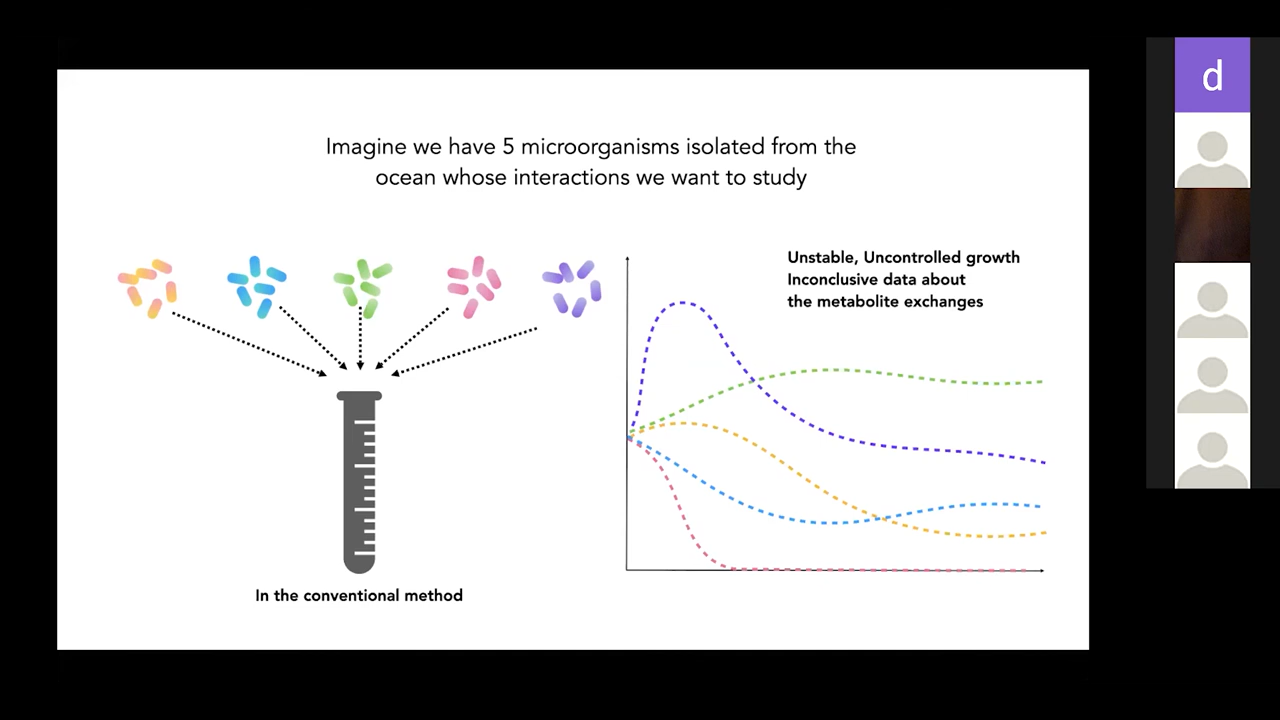 Imagine we have 5 microorganisms isolated from the
ocean whose interactions we want to study
Unstable, Uncontrolled growth
Inconclusive data about
the metabolite exchanges
In the conventional method
d